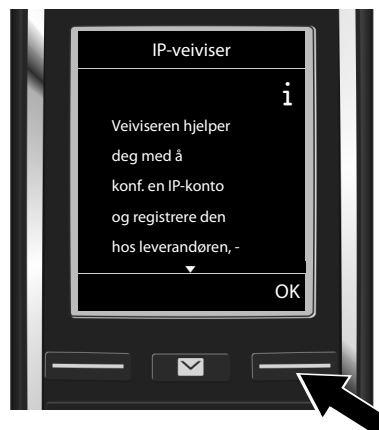 IP-veiviser
i
Veiviseren hjelper
deg med å
konf. en IP-konto
og registrere den
hos leverandøren, -
OK